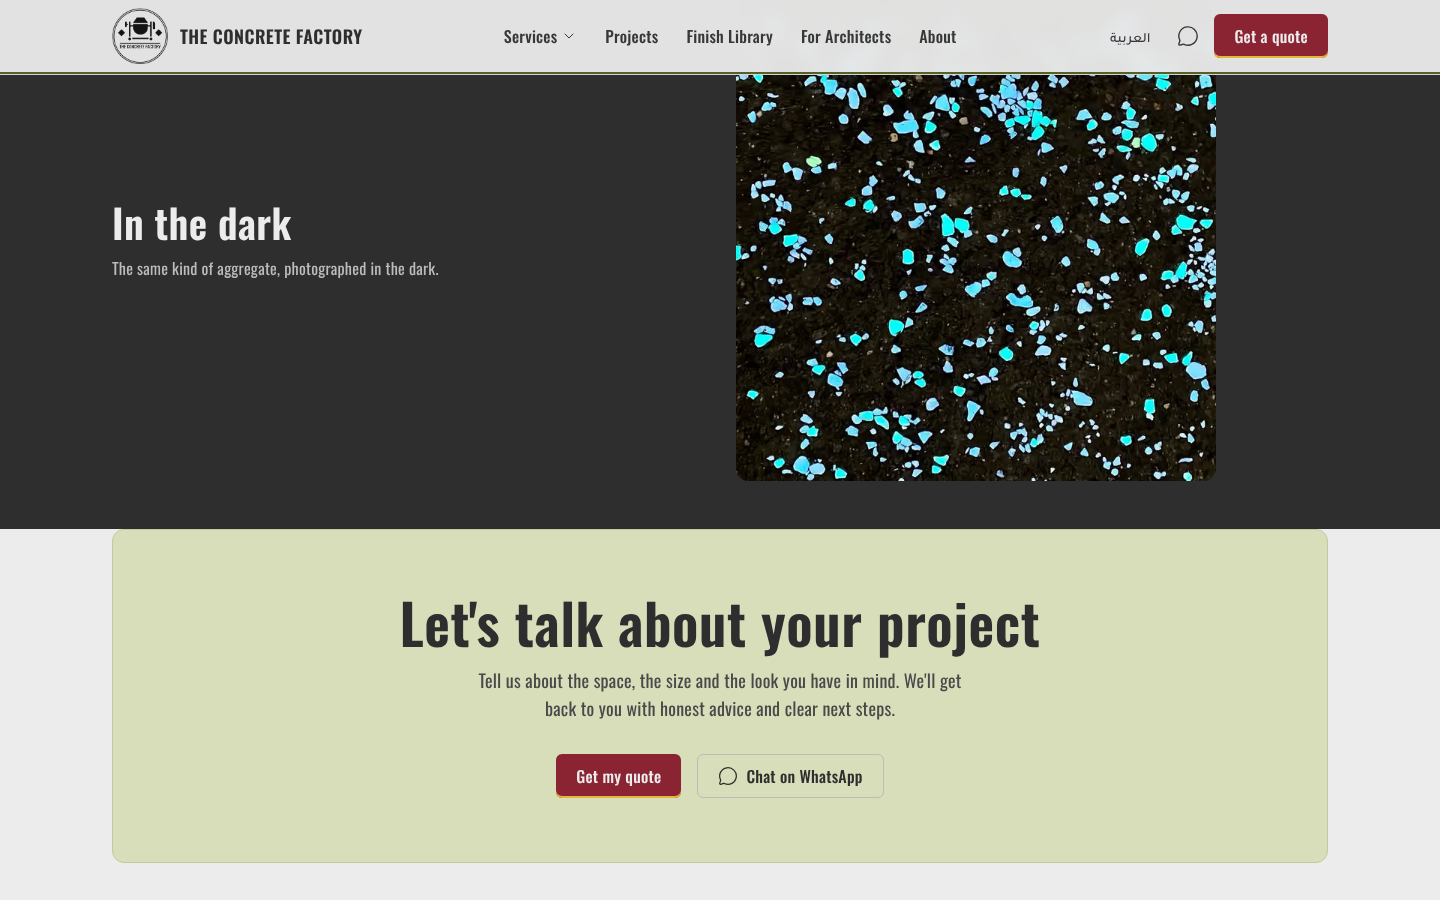 THE CONCRETE FACTORY
THE CONCRETE FACTORY
Services
Projects
Finish Library
For Architects
About
العربية
Get a quote
In the dark
The same kind of aggregate, photographed in the dark.
Let's talk about your project
Tell us about the space, the size and the look you have in mind. We'll get
back to you with honest advice and clear next steps.
Get my quote
Chat on WhatsApp